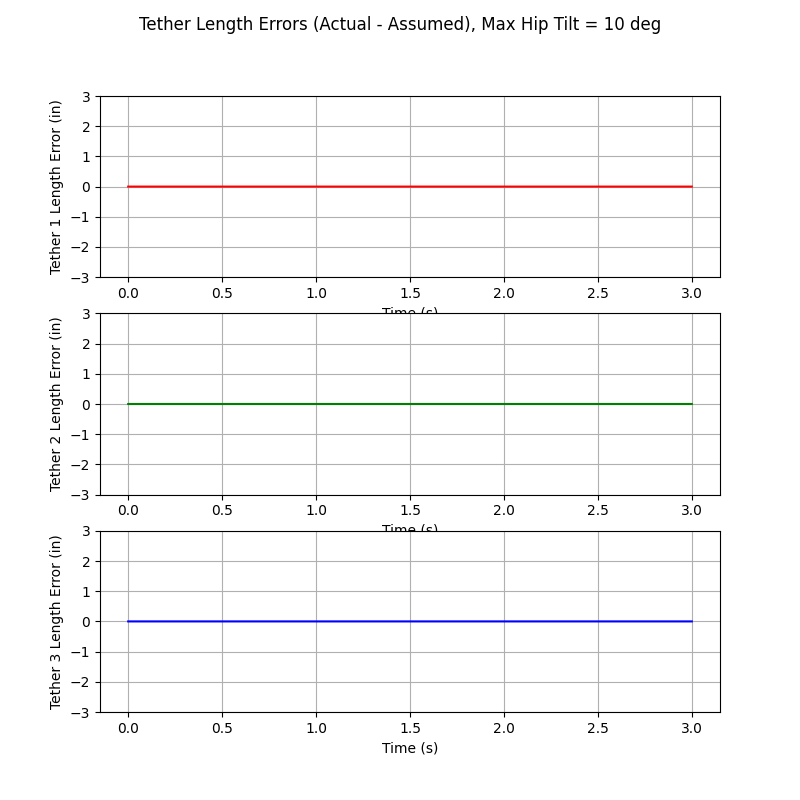 Tether Length Errors (Actual - Assumed), Max Hip Tilt = 10 deg
Tether 1 Length Error (in)
3
2
1
0
−1
−2
−3
0.0 0.5 1.0 1.5 2.0 2.5 3.0
Time (s)
Tether 2 Length Error (in)
3
2
1
0
−1
−2
−3
0.0 0.5 1.0 1.5 2.0 2.5 3.0
Time (s)
Tether 3 Length Error (in)
3
2
1
0
−1
−2
−3
0.0 0.5 1.0 1.5 2.0 2.5 3.0
Time (s)